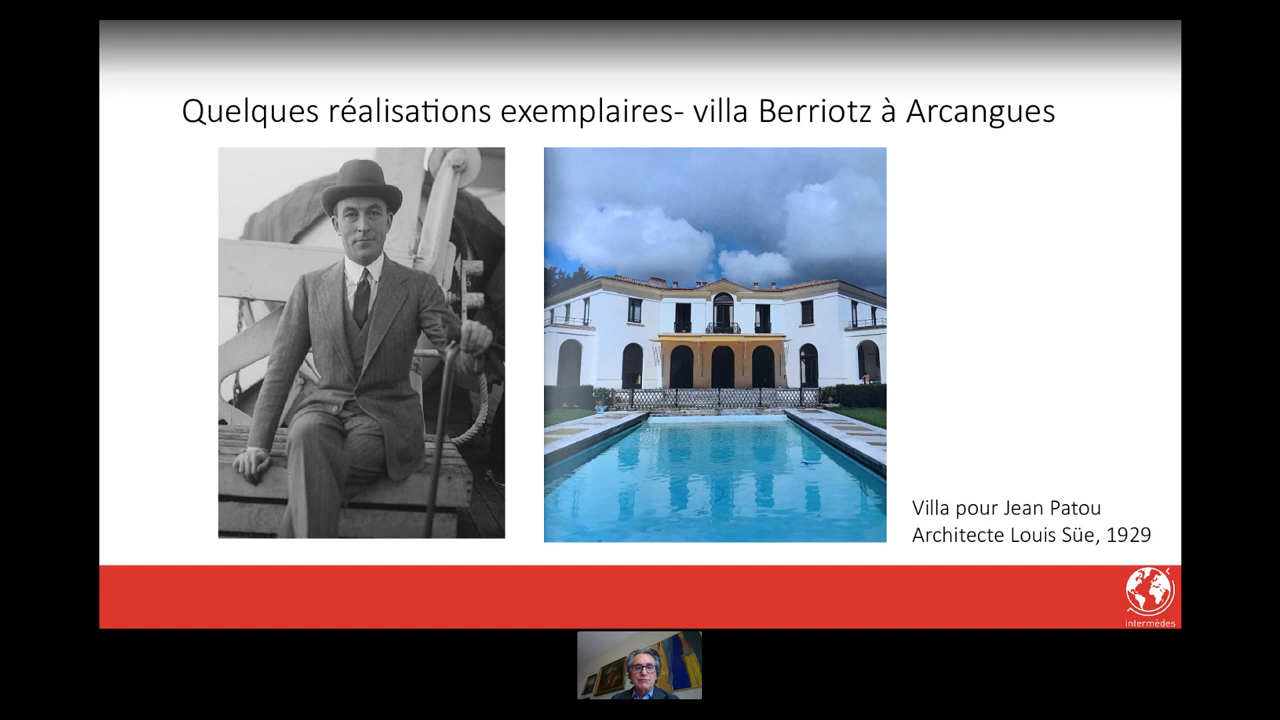 Quelques réalisations exemplaires- villa Berriotz à Arcangues
Villa pour Jean Patou
Architecte Louis Süe, 1929
intermèdes